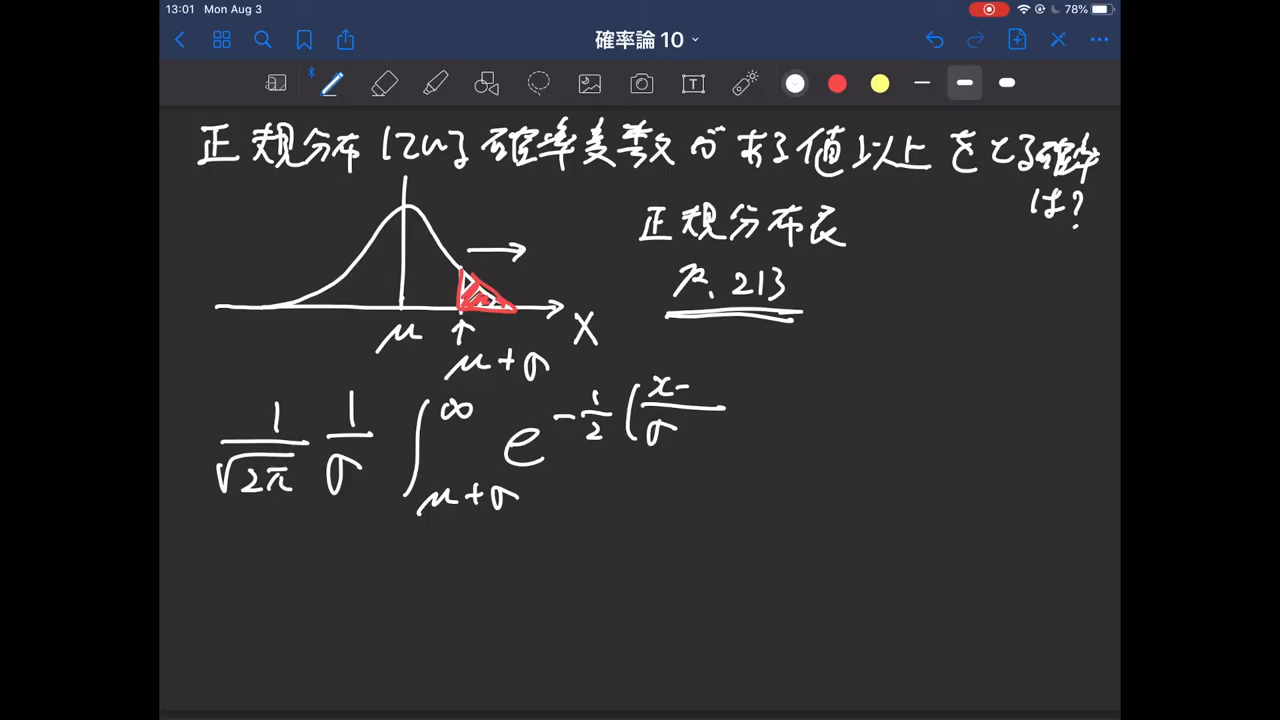 13:01 Mon Aug 3
78%
確率論 10
T
正規分布にている確率変数がある値以上をとる確率
は?
正規分布表
P. 213
μ
X
μ+σ
1/√2π 1/σ ∫μ+σ ∞ e -1/2 (x-/σ